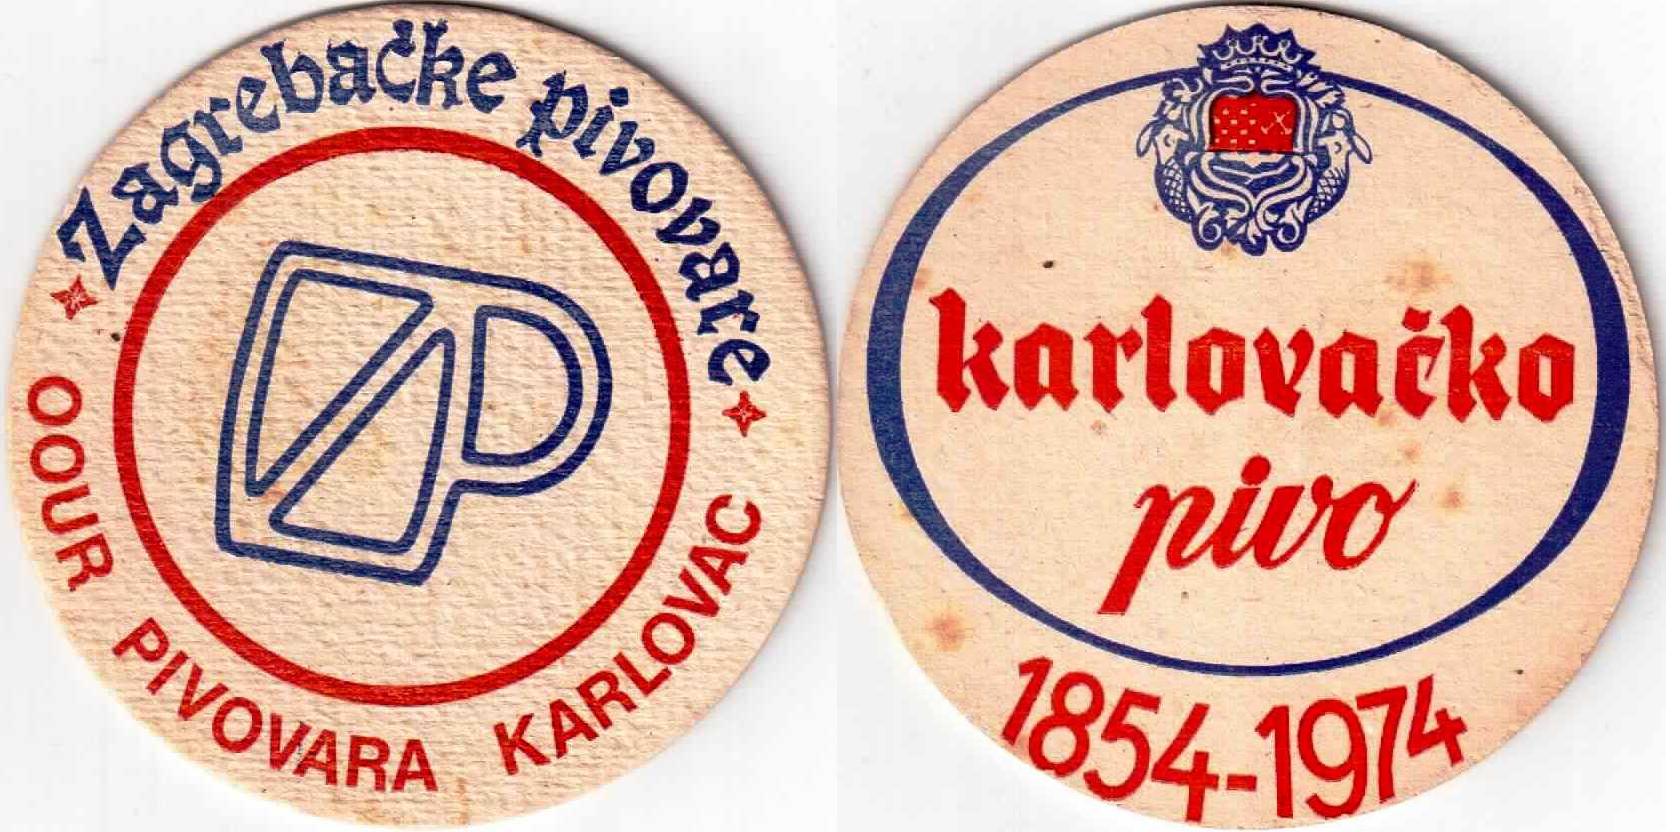 Zagrebačke pivovare
OOUR PIVOVARA KARLOVAC
karlovačko
pivo
1854-1974